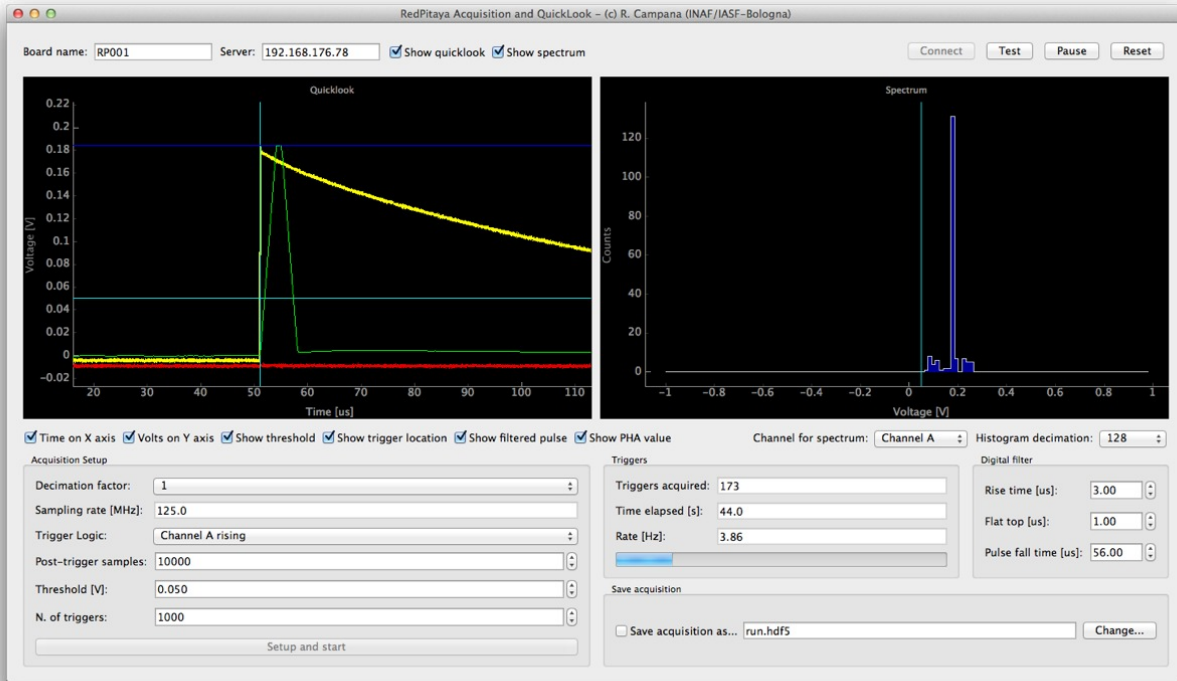 RedPitaya Acquisition and QuickLook - (c) R. Campana (INAF/IASF-Bologna)
Board name: RP001 Server: 192.168.176.78 Show quicklook Show spectrum Connect Test Pause Reset
Quicklook
0.22
0.2
0.18
0.16
0.14
0.12
0.1
0.08
0.06
0.04
0.02
0
-0.02
Voltage [V]
20 30 40 50 60 70 80 90 100 110
Time [us]
Spectrum
120
100
80
60
40
20
0
Counts
-1 -0.8 -0.6 -0.4 -0.2 0 0.2 0.4 0.6 0.8 1
Voltage [V]
Time on X axis Volts on Y axis Show threshold Show trigger location Show filtered pulse Show PHA value
Channel for spectrum: Channel A Histogram decimation: 128
Acquisition Setup
Decimation factor: 1
Sampling rate [MHz]: 125.0
Trigger Logic: Channel A rising
Post-trigger samples: 10000
Threshold [V]: 0.050
N. of triggers: 1000
Setup and start
Triggers
Triggers acquired: 173
Time elapsed [s]: 44.0
Rate [Hz]: 3.86
Digital filter
Rise time [us]: 3.00
Flat top [us]: 1.00
Pulse fall time [us]: 56.00
Save acquisition
Save acquisition as... run.hdf5 Change...